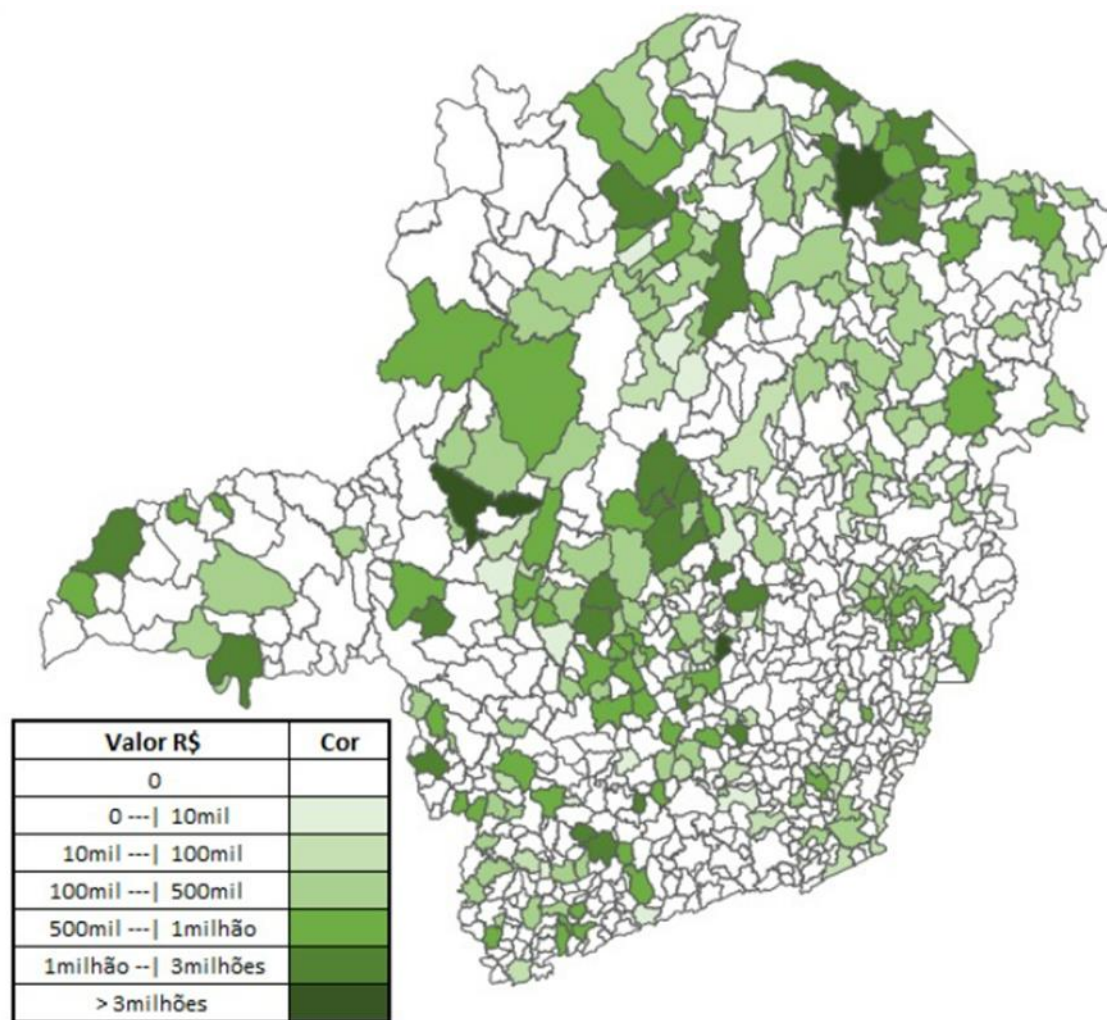 Valor R$ Cor
0
0 ---| 10mil
10mil ---| 100mil
100mil ---| 500mil
500mil ---| 1milhão
1milhão --| 3milhões
> 3milhões